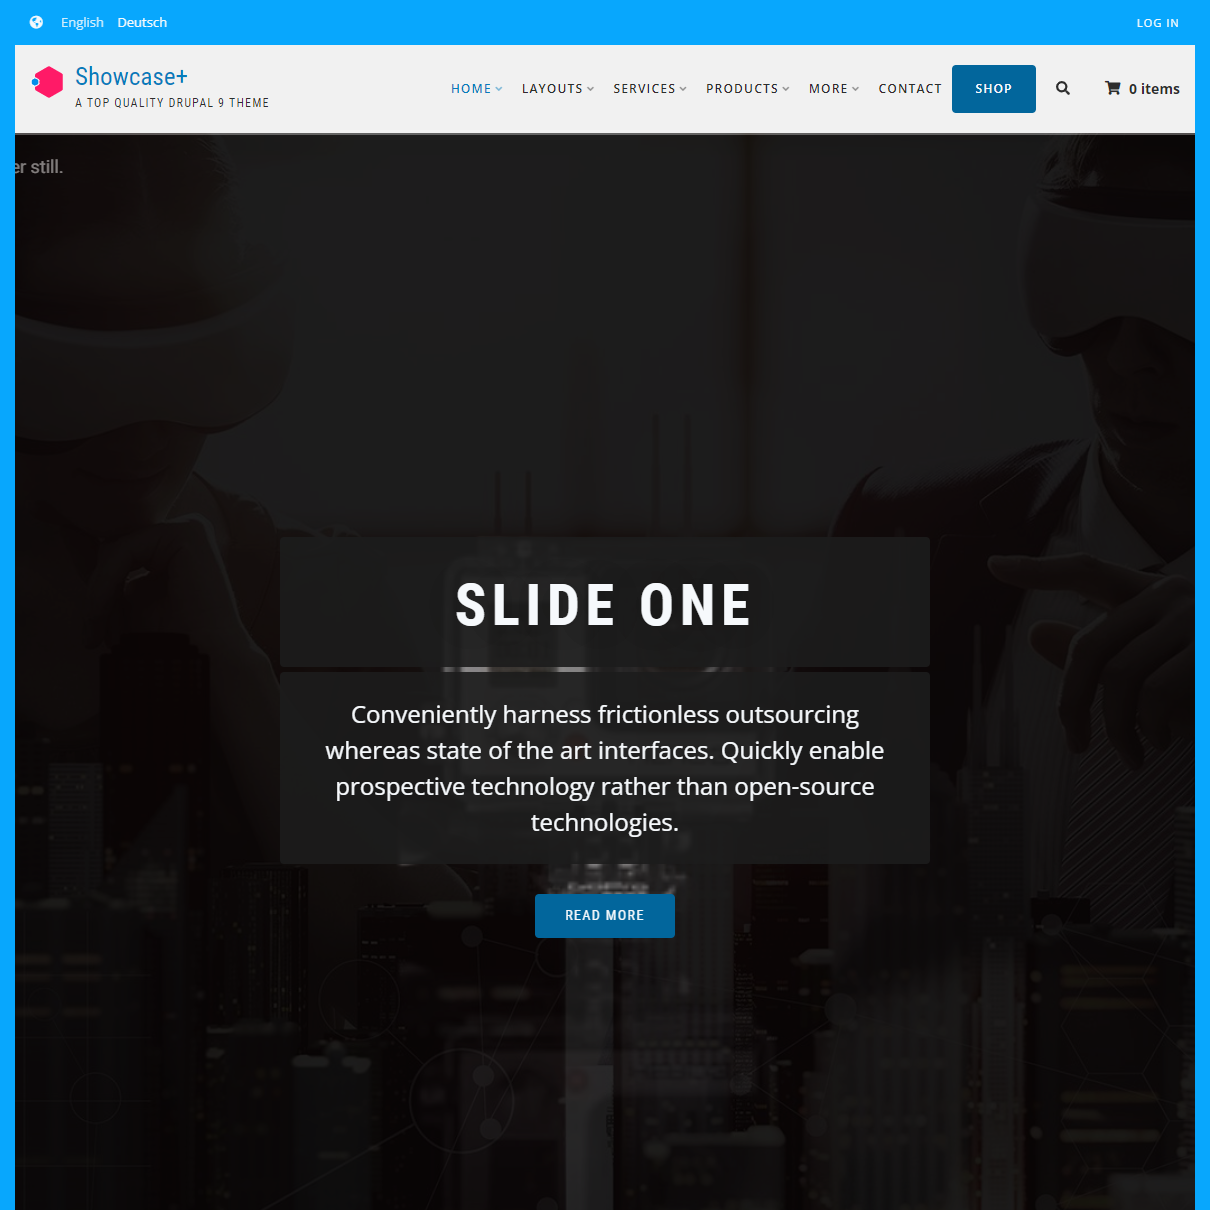 English Deutsch LOG IN
Showcase+
A TOP QUALITY DRUPAL 9 THEME
HOME LAYOUTS SERVICES PRODUCTS MORE CONTACT SHOP 0 items
still.
SLIDE ONE
Conveniently harness frictionless outsourcing
whereas state of the art interfaces. Quickly enable
prospective technology rather than open-source
technologies.
READ MORE